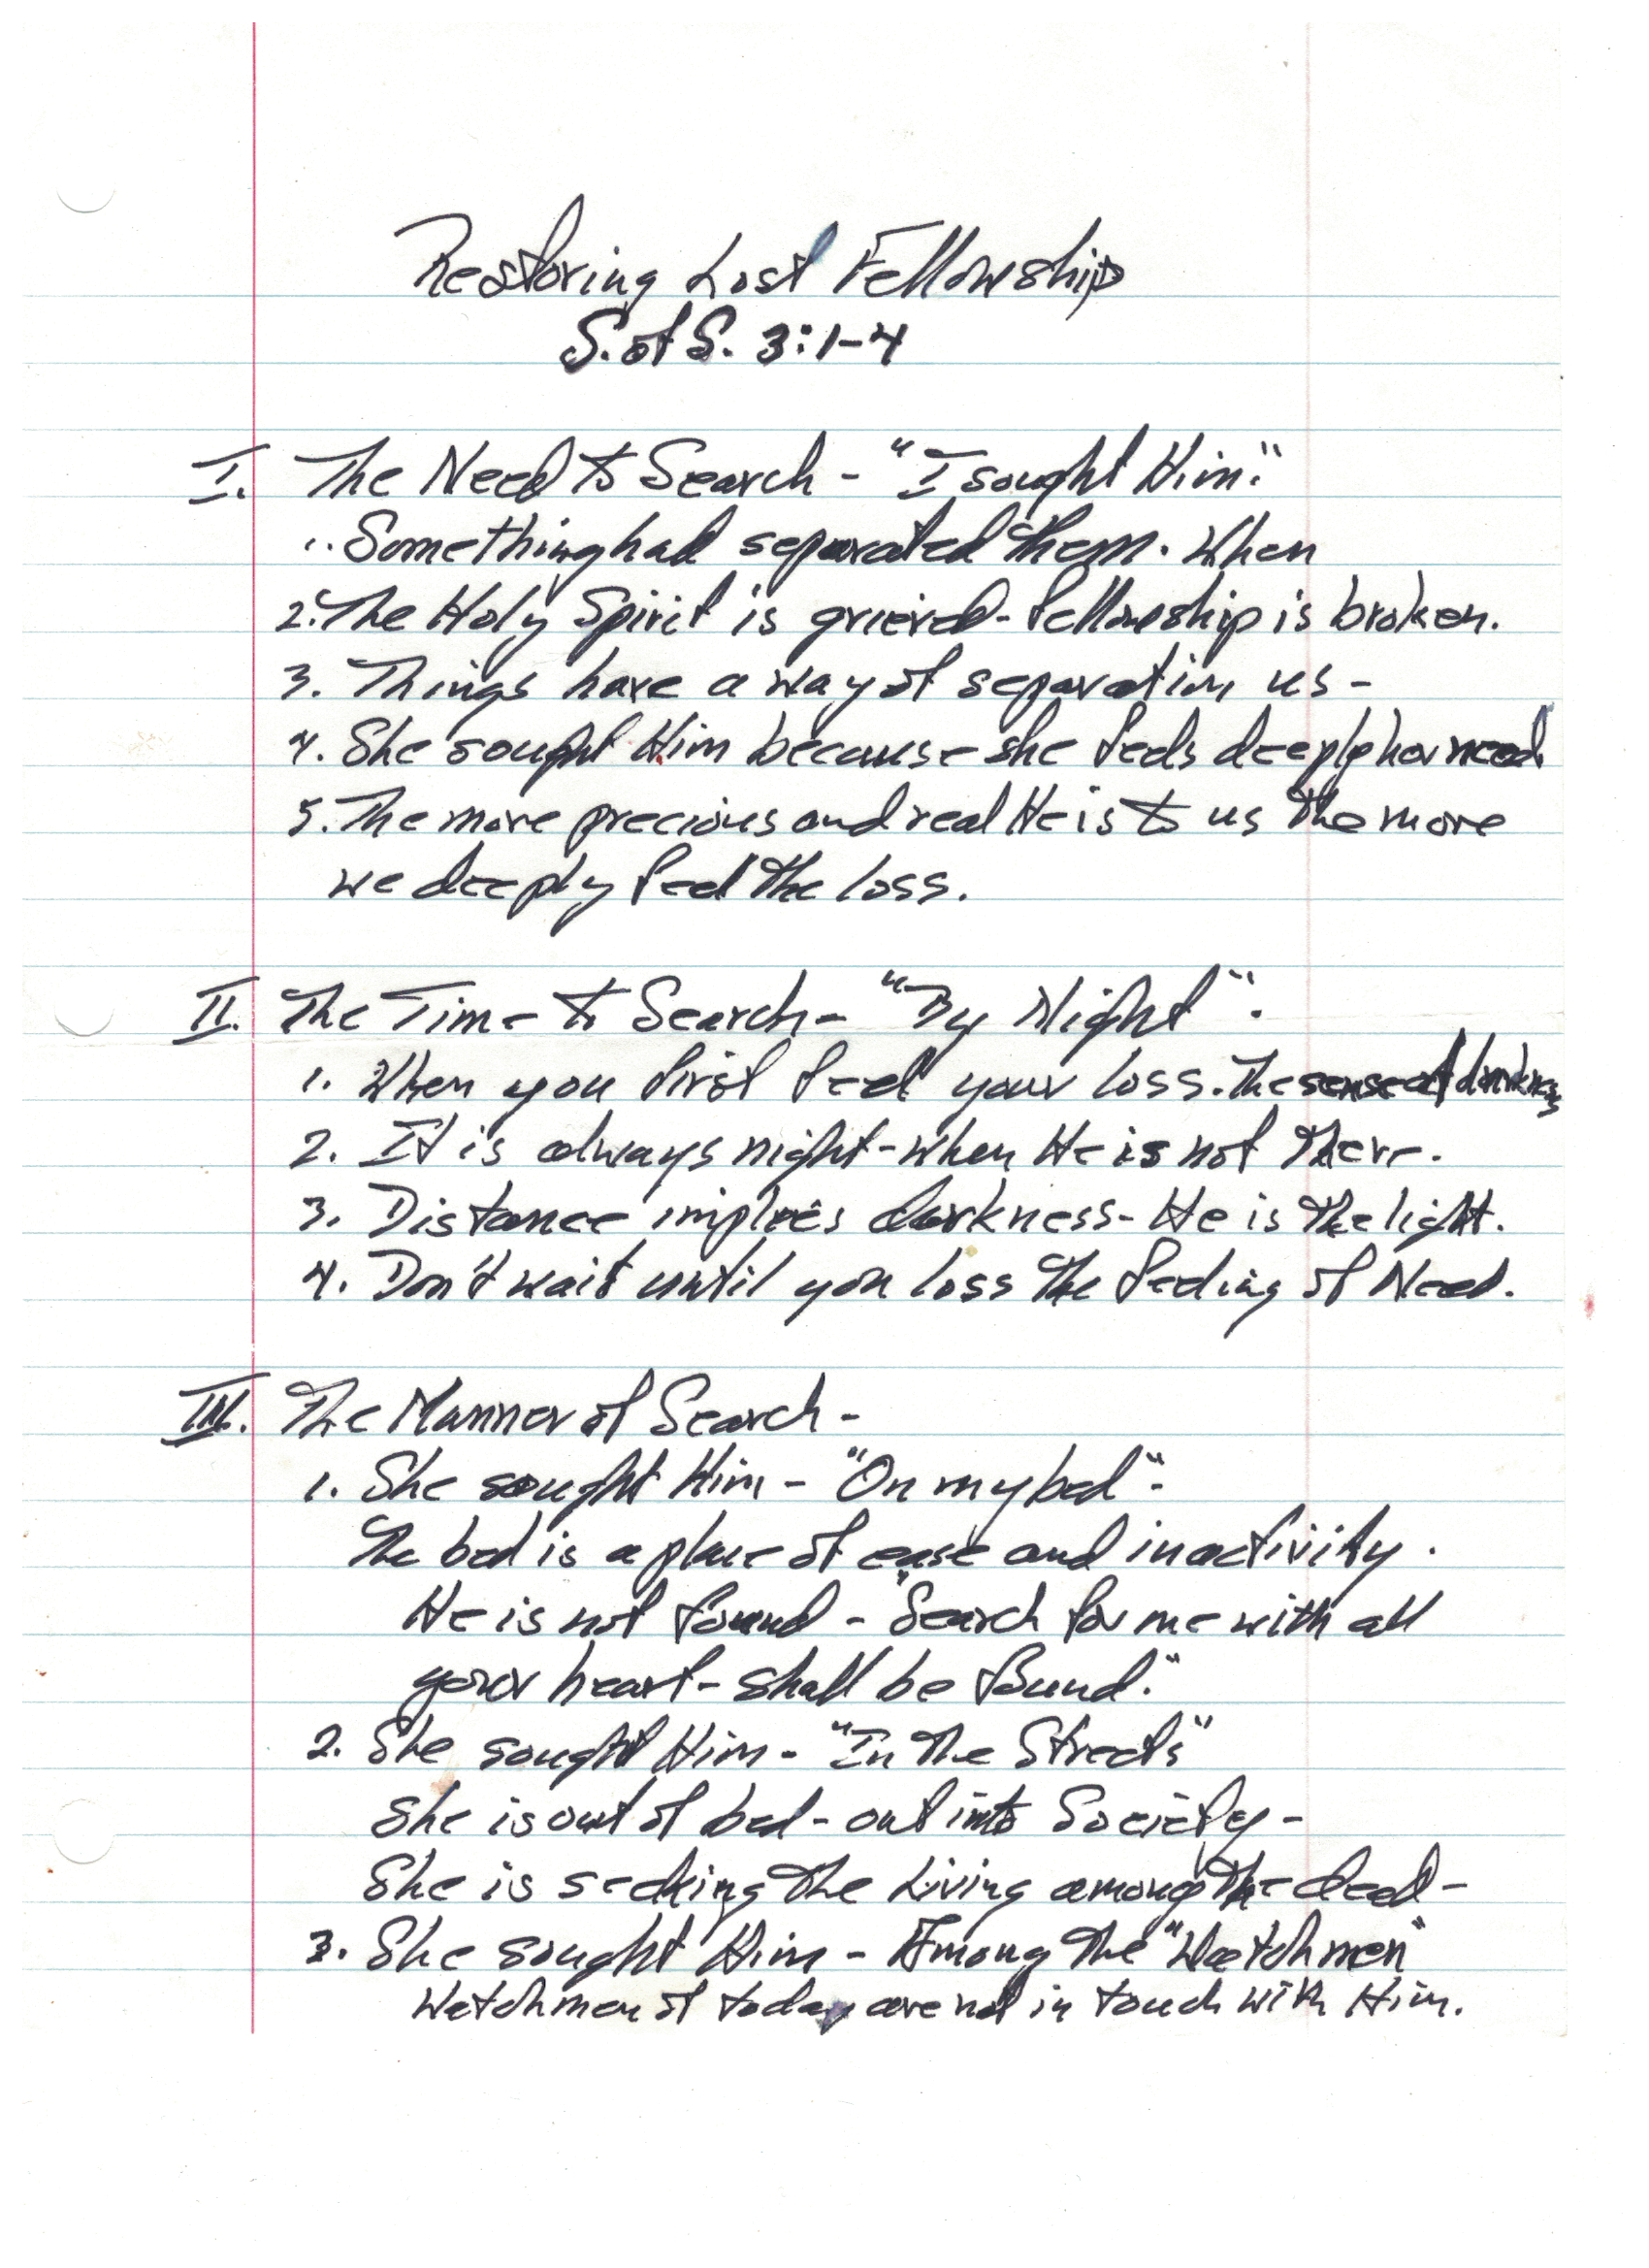 Restoring Lost Fellowship
S. of S. 3:1-4
I. The Need to Search - "I sought Him."
1. Something had separated them. When
2. The Holy Spirit is grieved - fellowship is broken.
3. Things have a way of separation us -
4. She sought Him because she feels deeply her need.
5. The more precious and real He is to us the more
we deeply feel the loss.
II. The Time to Search - "By Night".
1. When you first feel your loss. The sense of darkness
2. It is always night - when He is not there.
3. Distance implies darkness - He is the light.
4. Don't wait until you loss the feeling of Need.
III. The Manner of Search -
1. She sought Him - "On my bed".
The bed is a place of ease and inactivity.
He is not found - "Search for me with all
your heart - shall be found."
2. She sought Him - "In the Streets"
She is out of bed - out into Society -
She is seeking the Living among the dead -
3. She sought Him - Among the "Watchmen"
Watchmen of today are not in touch with Him.